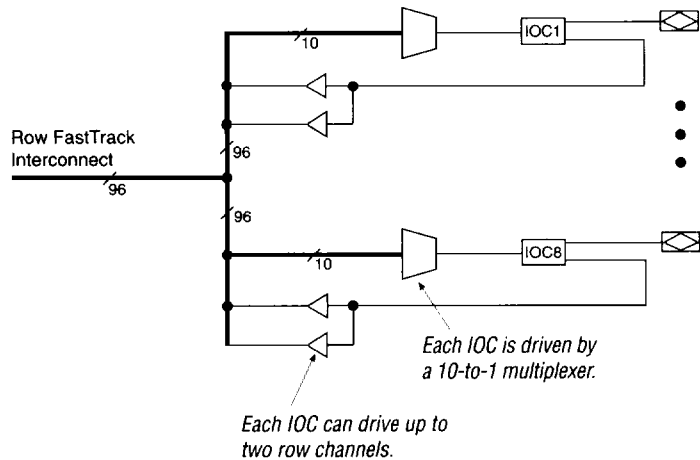 10
IOC1
Row FastTrack
Interconnect
96
96
96
10
IOC8
Each IOC is driven by
a 10-to-1 multiplexer.
Each IOC can drive up to
two row channels.